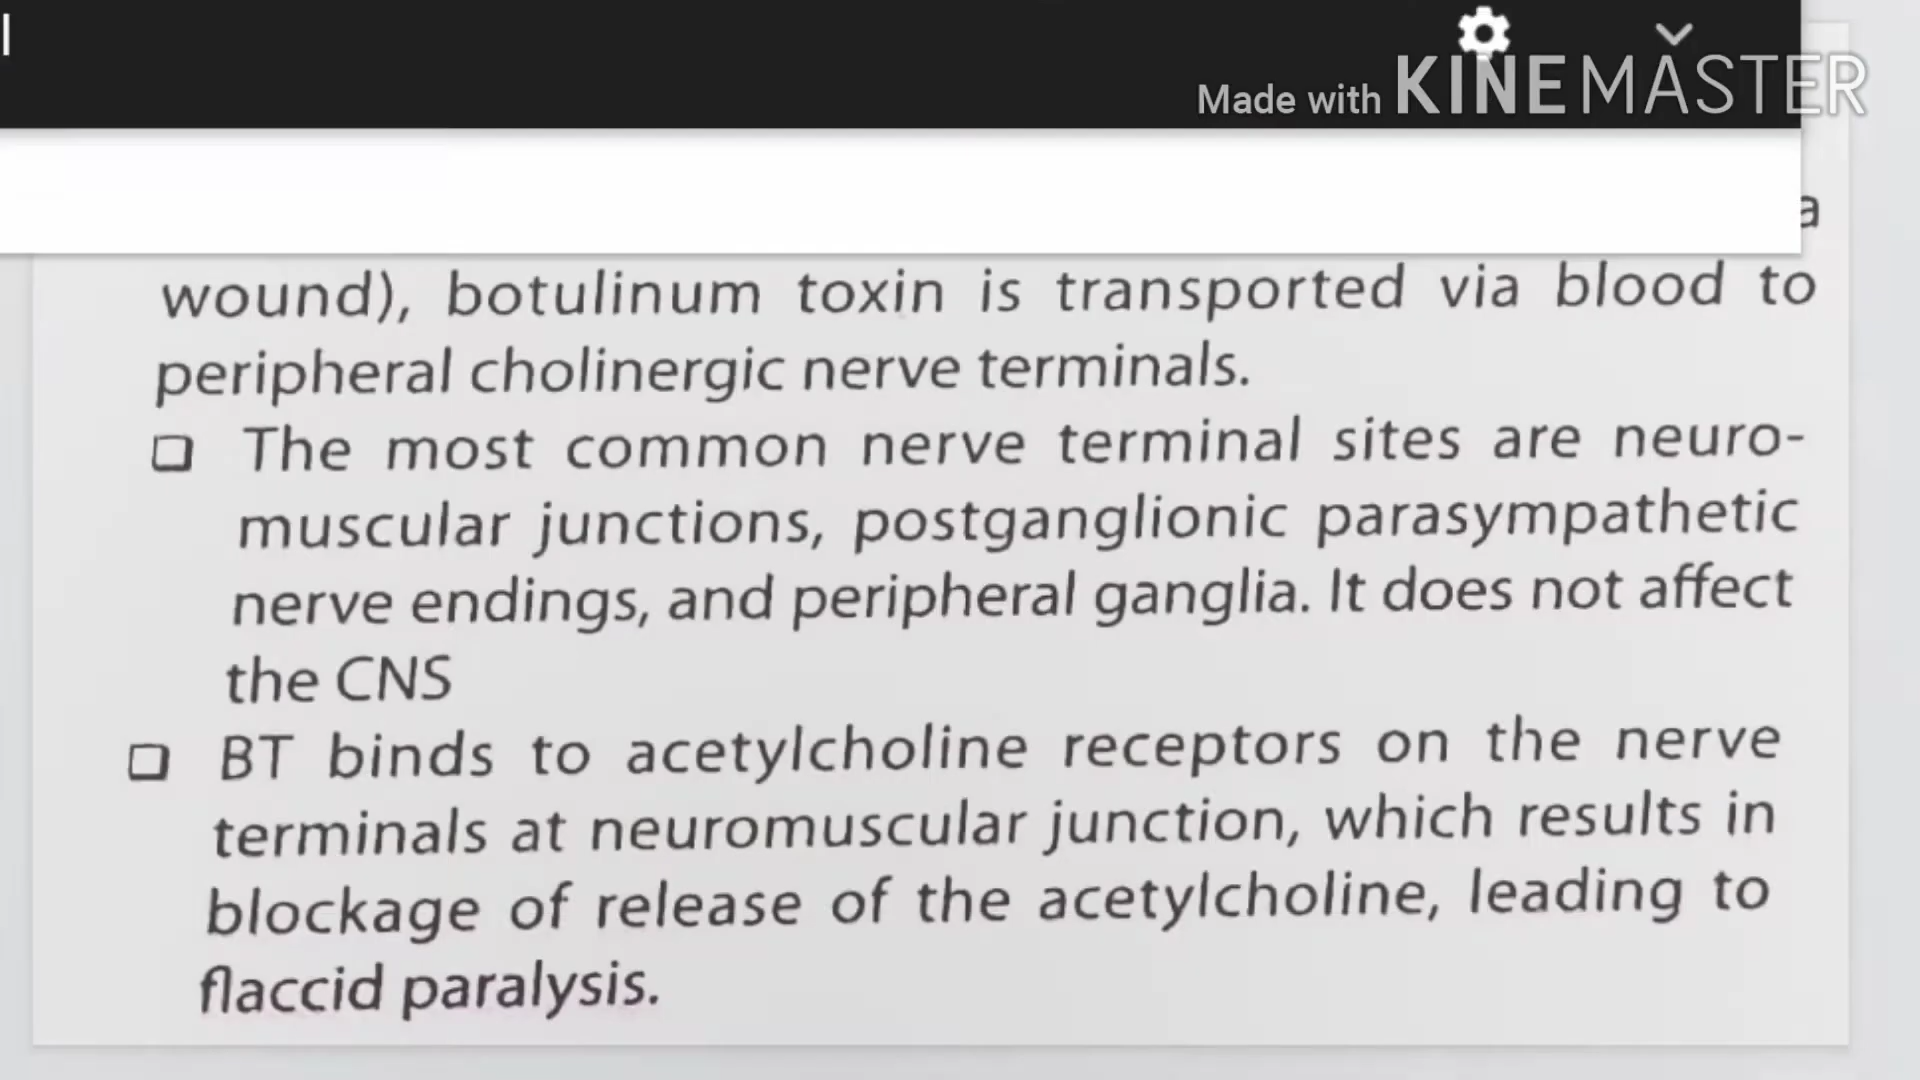 Made with KINEMASTER
a
wound), botulinum toxin is transported via blood to
peripheral cholinergic nerve terminals.
❑ The most common nerve terminal sites are neuro-
muscular junctions, postganglionic parasympathetic
nerve endings, and peripheral ganglia. It does not affect
the CNS
❑ BT binds to acetylcholine receptors on the nerve
terminals at neuromuscular junction, which results in
blockage of release of the acetylcholine, leading to
flaccid paralysis.